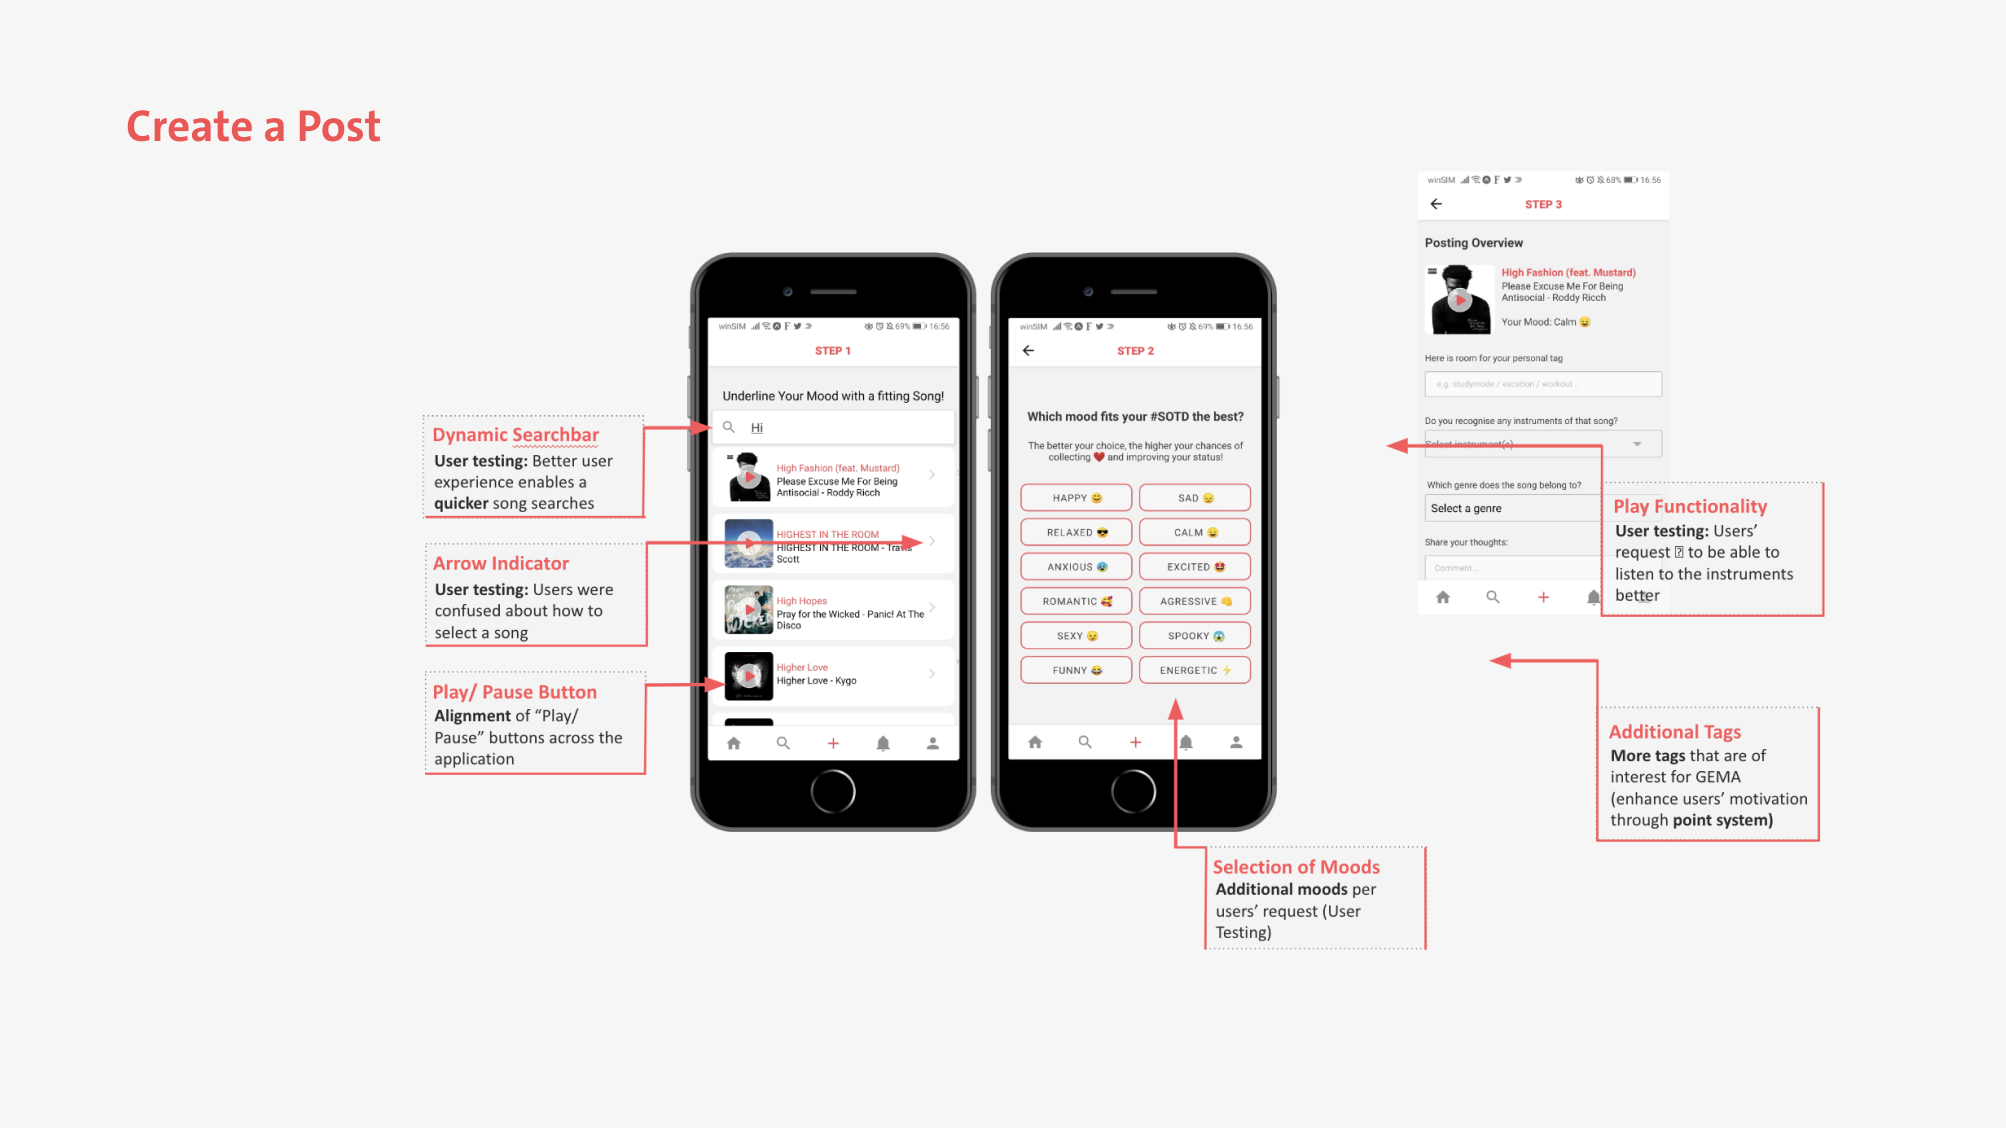 Create a Post
Dynamic Searchbar
User testing: Better user
experience enables a
quicker song searches
Arrow Indicator
User testing: Users were
confused about how to
select a song
Play/ Pause Button
Alignment of “Play/
Pause” buttons across the
application
winSIM
69%
16:56
STEP 1
Underline Your Mood with a fitting Song!
Hi
High Fashion (feat. Mustard)
Please Excuse Me For Being
Antisocial - Roddy Ricch
HIGHEST IN THE ROOM
HIGHEST IN THE ROOM - Travis
Scott
High Hopes
Pray for the Wicked - Panic! At The
Disco
Higher Love
Higher Love - Kygo
winSIM
69%
16:56
STEP 2
Which mood fits your #SOTD the best?
The better your choice, the higher your chances of
collecting ❤️ and improving your status!
HAPPY 😄
SAD 😞
RELAXED 😎
CALM 😛
ANXIOUS 😰
EXCITED 🤩
ROMANTIC 🥰
AGRESSIVE 👊
SEXY 😏
SPOOKY 😱
FUNNY 😂
ENERGETIC ⚡
Selection of Moods
Additional moods per
users’ request (User
Testing)
winSIM
68%
16:56
STEP 3
Posting Overview
High Fashion (feat. Mustard)
Please Excuse Me For Being
Antisocial - Roddy Ricch
Your Mood: Calm 😛
Here is room for your personal tag
e.g. studymode / vacation / workout...
Do you recognise any instruments of that song?
Select instrument(s)
Which genre does the song belong to?
Select a genre
Share your thoughts:
Comment...
Play Functionality
User testing: Users’
request to be able to
listen to the instruments
better
Additional Tags
More tags that are of
interest for GEMA
(enhance users’ motivation
through point system)